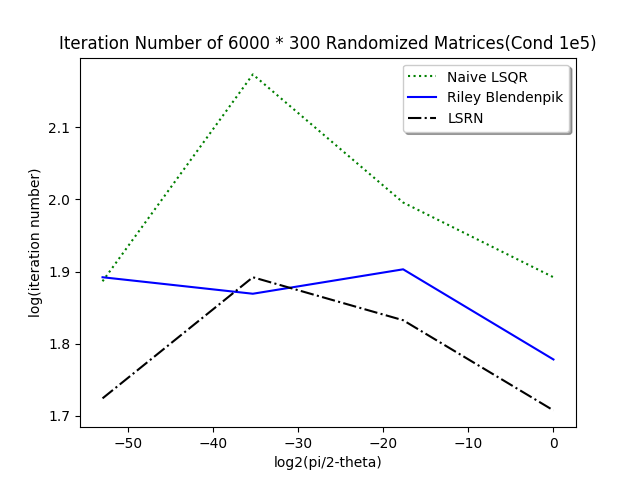 Iteration Number of 6000 * 300 Randomized Matrices(Cond 1e5)
Naive LSQR
Riley Blendenpik
LSRN
log(iteration number)
2.1
2.0
1.9
1.8
1.7
−50
−40
−30
−20
−10
0
log2(pi/2-theta)